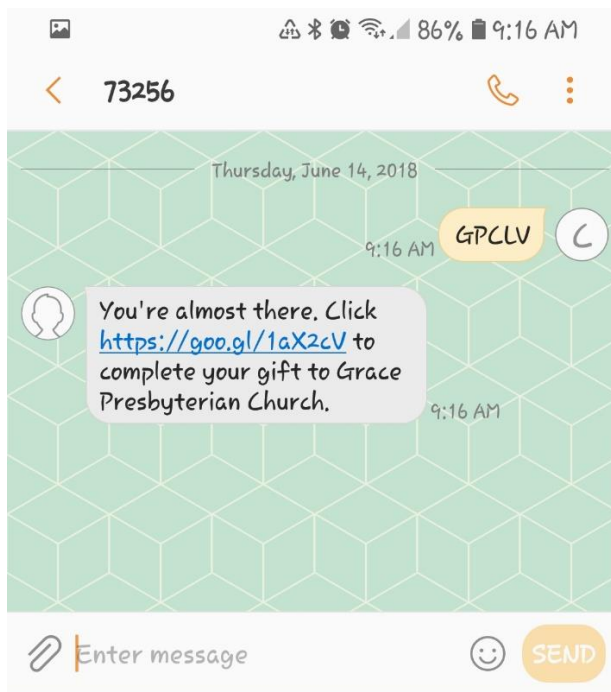 86% 9:16 AM
73256
Thursday, June 14, 2018
9:16 AM GPCLV C
You're almost there. Click
https://goo.gl/1aX2cV to
complete your gift to Grace
Presbyterian Church.
9:16 AM
Enter message SEND